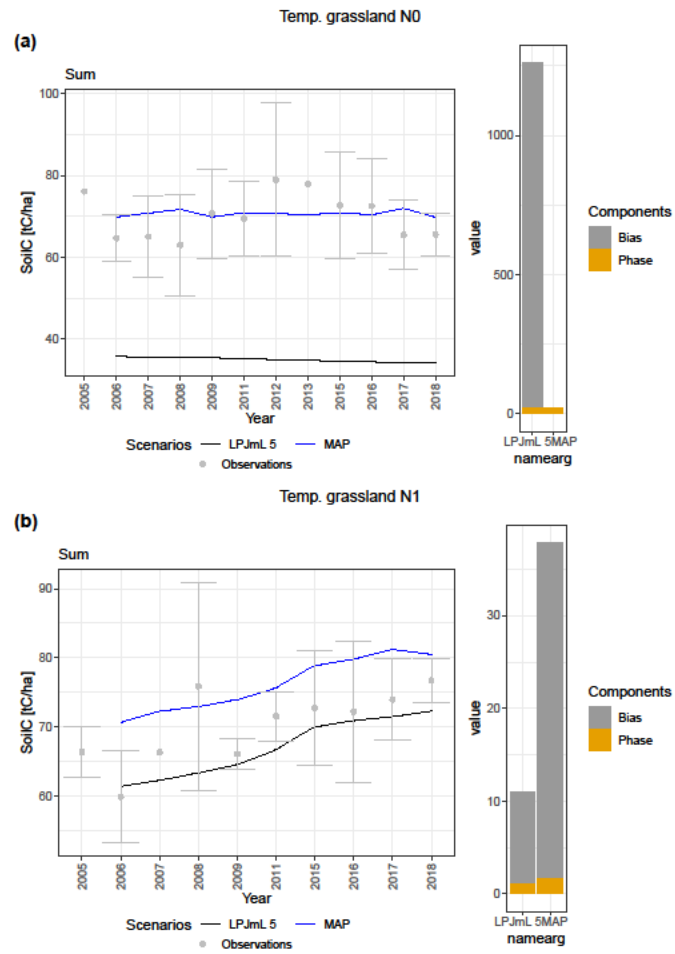 Temp. grassland N0
(a)
Sum
100
80
60
40
SoilC [tC/ha]
2005
2006
2007
2008
2009
2011
2012
2013
2015
2016
2017
2018
Year
Scenarios LPJmL 5 MAP
Observations
1000
500
0
value
LPJmL 5MAP
namearg
Components
Bias
Phase
Temp. grassland N1
(b)
Sum
90
80
70
60
SoilC [tC/ha]
2005
2006
2007
2008
2009
2011
2015
2016
2017
2018
Year
Scenarios LPJmL 5 MAP
Observations
30
20
10
0
value
LPJmL 5MAP
namearg
Components
Bias
Phase